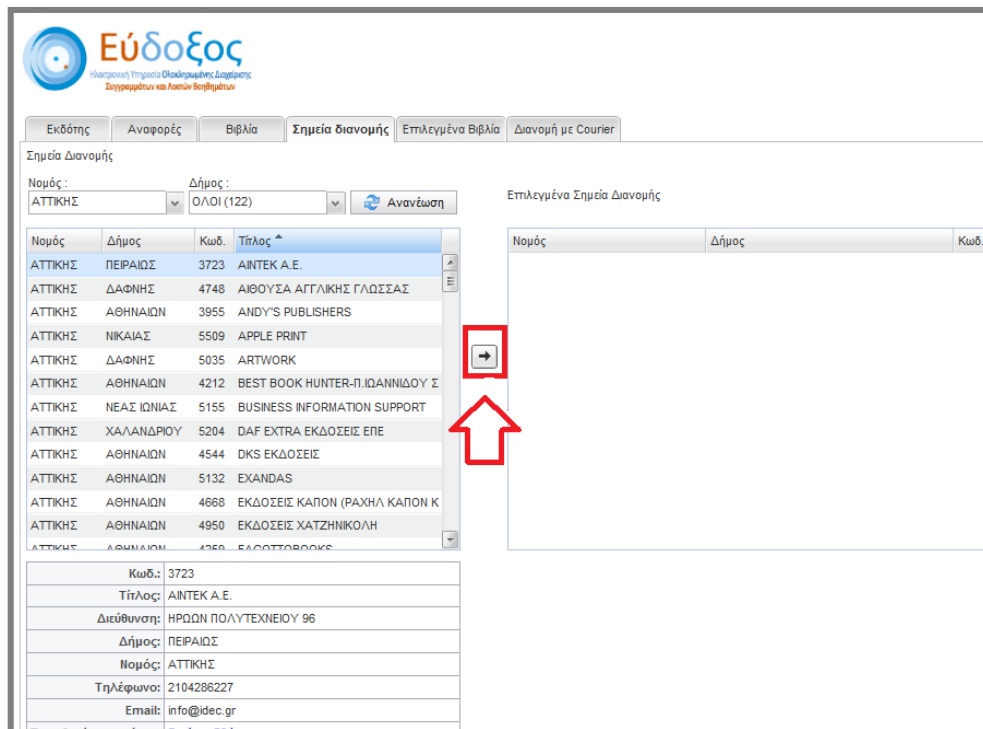 Εύδοξος
Ηλεκτρονική Υπηρεσία Ολοκληρωμένης Διαχείρισης
Συγγραμμάτων και Λοιπών Βοηθημάτων
Εκδότης Αναφορές Βιβλία Σημεία διανομής Επιλεγμένα Βιβλία Διανομή με Courier
Σημεία Διανομής
Νομός : Δήμος :
ΑΤΤΙΚΗΣ ΟΛΟΙ (122) Ανανέωση
Επιλεγμένα Σημεία Διανομής
Νομός Δήμος Κωδ. Τίτλος Νομός Δήμος Κωδ.
ΑΤΤΙΚΗΣ ΠΕΙΡΑΙΩΣ 3723 AINTEK A.E.
ΑΤΤΙΚΗΣ ΔΑΦΝΗΣ 4748 ΑΙΘΟΥΣΑ ΑΓΓΛΙΚΗΣ ΓΛΩΣΣΑΣ
ΑΤΤΙΚΗΣ ΑΘΗΝΑΙΩΝ 3955 ANDY'S PUBLISHERS
ΑΤΤΙΚΗΣ ΝΙΚΑΙΑΣ 5509 APPLE PRINT
ΑΤΤΙΚΗΣ ΔΑΦΝΗΣ 5035 ARTWORK
ΑΤΤΙΚΗΣ ΑΘΗΝΑΙΩΝ 4212 BEST BOOK HUNTER-Π.ΙΩΑΝΝΙΔΟΥ Σ
ΑΤΤΙΚΗΣ ΝΕΑΣ ΙΩΝΙΑΣ 5155 BUSINESS INFORMATION SUPPORT
ΑΤΤΙΚΗΣ ΧΑΛΑΝΔΡΙΟΥ 5204 DAF EXTRA ΕΚΔΟΣΕΙΣ ΕΠΕ
ΑΤΤΙΚΗΣ ΑΘΗΝΑΙΩΝ 4544 DKS ΕΚΔΟΣΕΙΣ
ΑΤΤΙΚΗΣ ΑΘΗΝΑΙΩΝ 5132 EXANDAS
ΑΤΤΙΚΗΣ ΑΘΗΝΑΙΩΝ 4668 ΕΚΔΟΣΕΙΣ ΚΑΠΟΝ (ΡΑΧΗΛ ΚΑΠΟΝ Κ
ΑΤΤΙΚΗΣ ΑΘΗΝΑΙΩΝ 4950 ΕΚΔΟΣΕΙΣ ΧΑΤΖΗΝΙΚΟΛΗ
ΑΤΤΙΚΗΣ ΑΘΗΝΑΙΩΝ 4259 FAGOTTOBOOKS
Κωδ.: 3723
Τίτλος: AINTEK A.E.
Διεύθυνση: ΗΡΩΩΝ ΠΟΛΥΤΕΧΝΕΙΟΥ 96
Δήμος: ΠΕΙΡΑΙΩΣ
Νομός: ΑΤΤΙΚΗΣ
Τηλέφωνο: 2104286227
Email: info@idec.gr